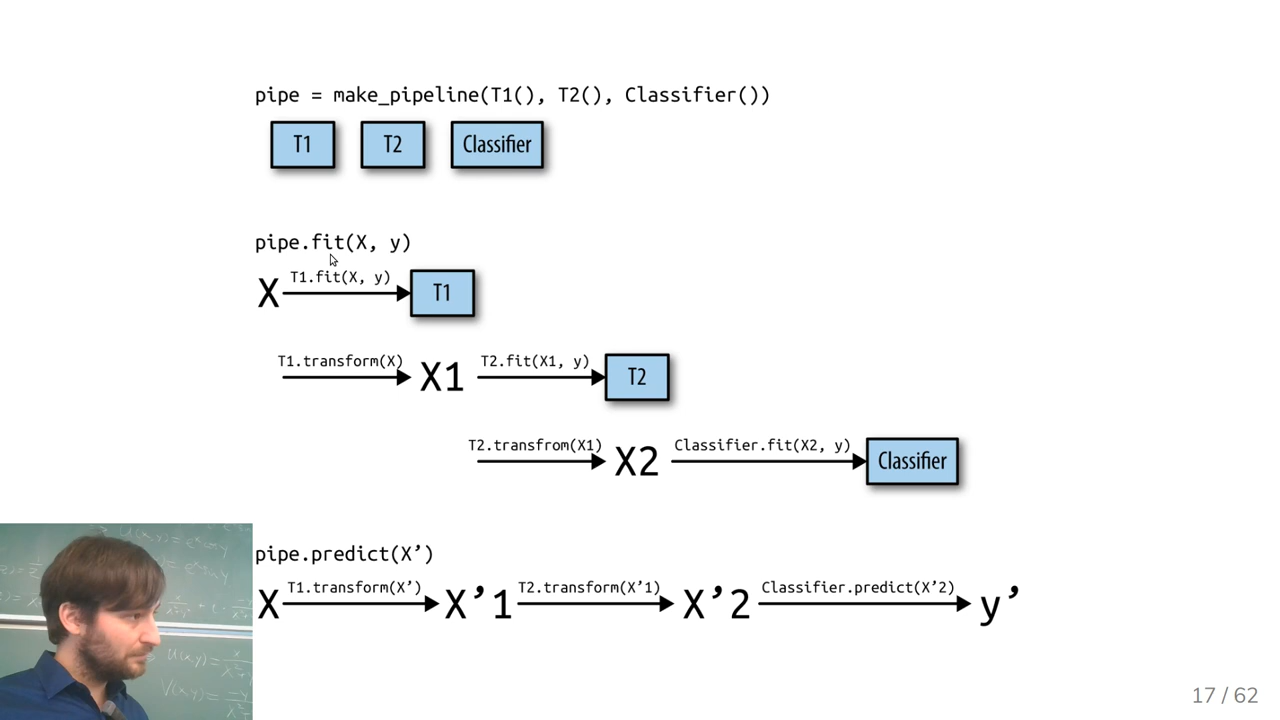 pipe = make_pipeline(T1(), T2(), Classifier())
T1 T2 Classifier
pipe.fit(X, y)
T1.fit(X, y)
X T1
T1.transform(X) T2.fit(X1, y)
X1 T2
T2.transfrom(X1) Classifier.fit(X2, y)
X2 Classifier
pipe.predict(X’)
T1.transform(X’) T2.transform(X’1) Classifier.predict(X’2)
X X’1 X’2 y’
U(x,y) = x
V(x,y) = -y
17 / 62